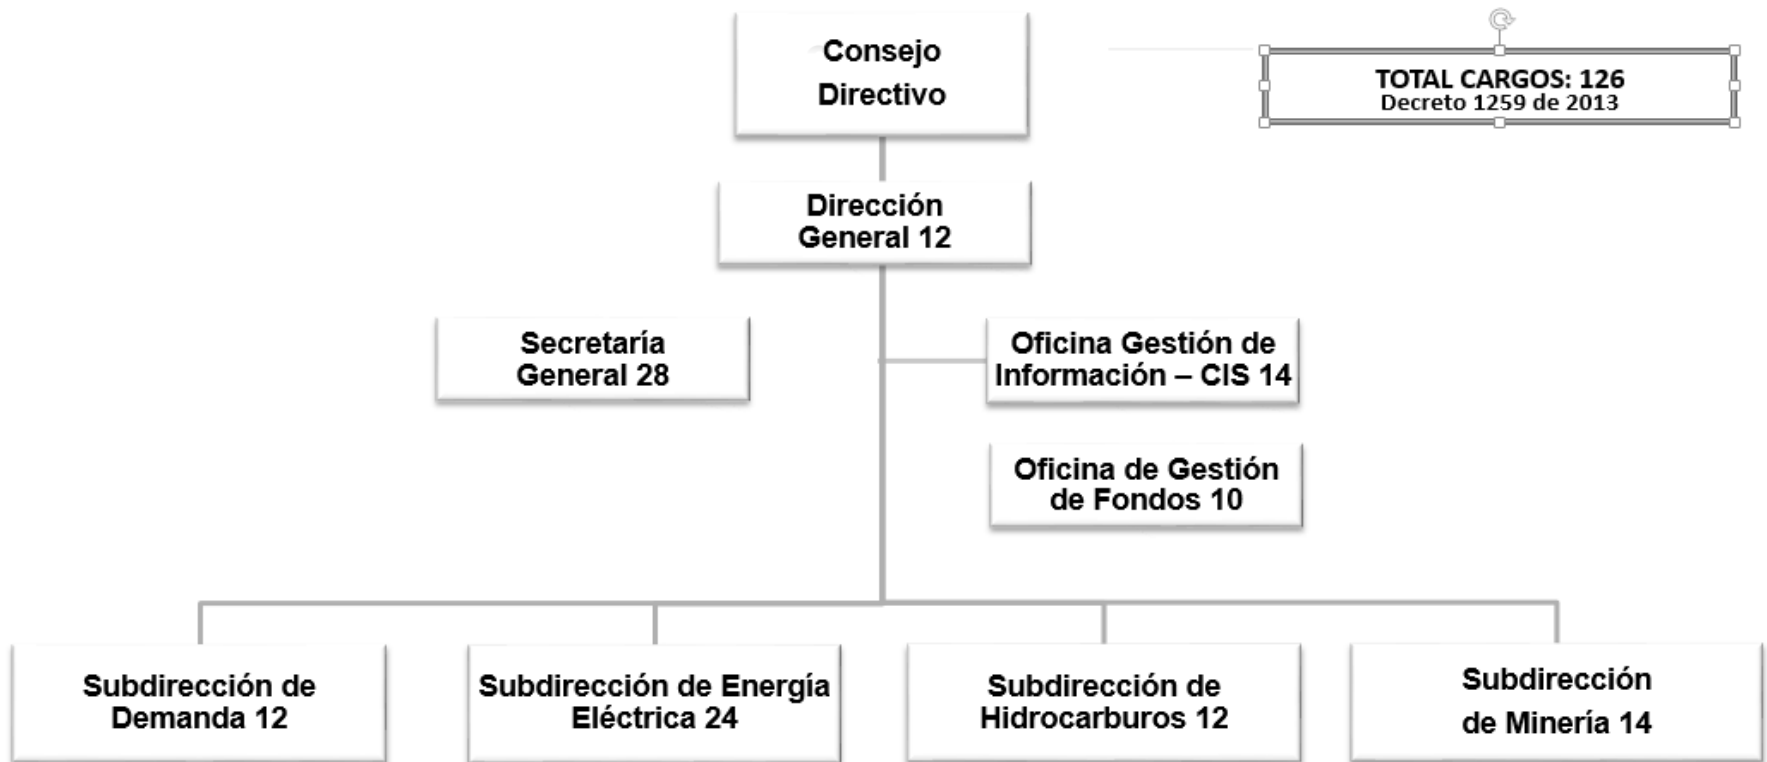 Consejo
Directivo
TOTAL CARGOS: 126
Decreto 1259 de 2013
Dirección
General 12
Secretaría
General 28
Oficina Gestión de
Información – CIS 14
Oficina de Gestión
de Fondos 10
Subdirección de
Demanda 12
Subdirección de Energía
Eléctrica 24
Subdirección de
Hidrocarburos 12
Subdirección
de Minería 14